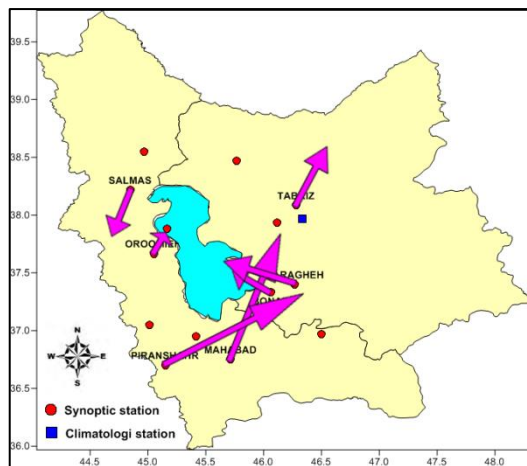 39.5
39.0
38.5
SALMAS
TABRIZ
38.0
37.5
37.0
PIRANSHAHR
MAHABAD
N
W E
S
36.5
Synoptic station
Climatologi station
36.0
44.5 45.0 45.5 46.0 46.5 47.0 47.5 48.0